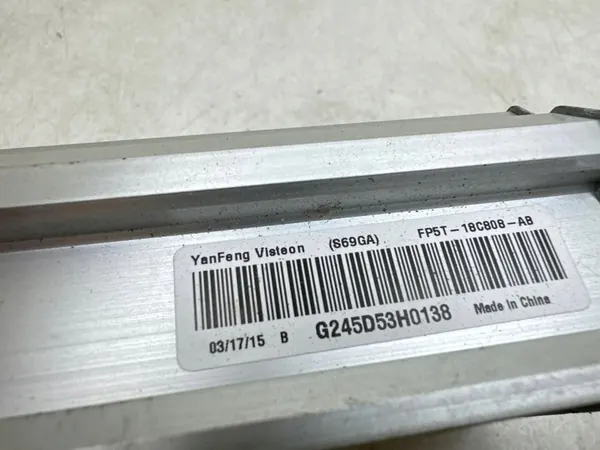 YanFeng Visteon (S69GA) FP5T-18C808-AB
03/17/15 B G245D53H0138 Made in China